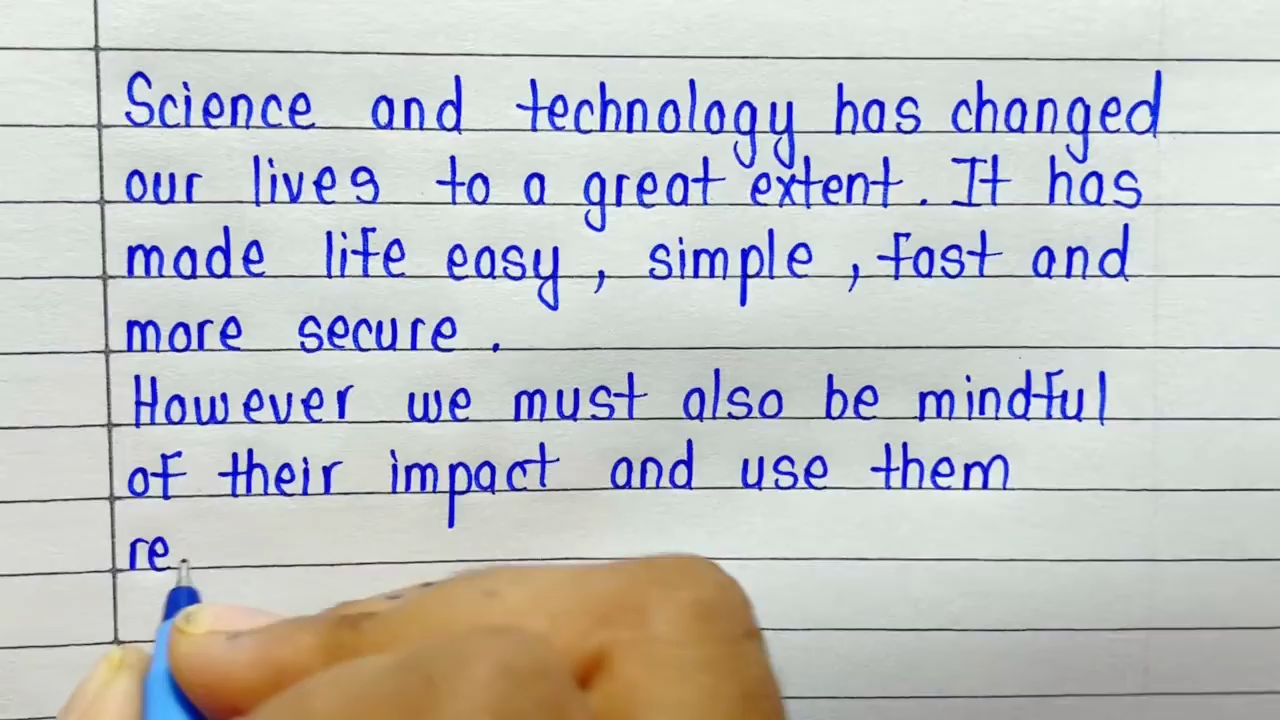 Science and technology has changed
our lives to a great extent. It has
made life easy, simple, fast and
more secure.
However we must also be mindful
of their impact and use them
re